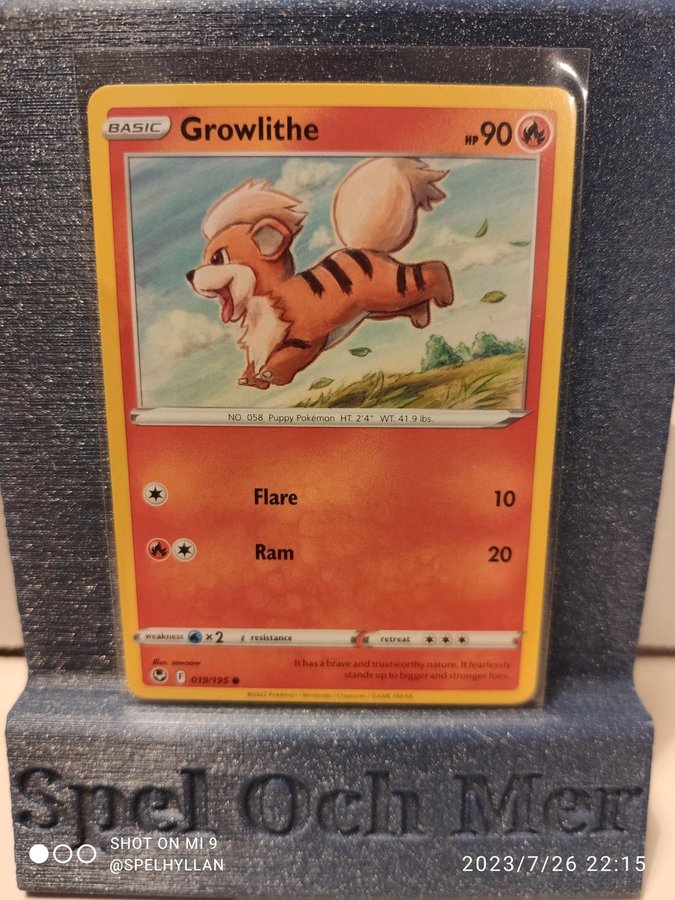 BASIC Growlithe HP 90
NO. 058 Puppy Pokémon HT. 2'4" WT. 41.9 lbs.
Flare 10
Ram 20
weakness ×2 resistance retreat
Illus. sowsow
It has a brave and trustworthy nature. It fearlessly
stands up to bigger and stronger foes.
F 019/195
©2022 Pokémon / Nintendo / Creatures / GAME FREAK
Spel Och Mer
SHOT ON MI 9
@SPELHYLLAN
2023/7/26 22:15